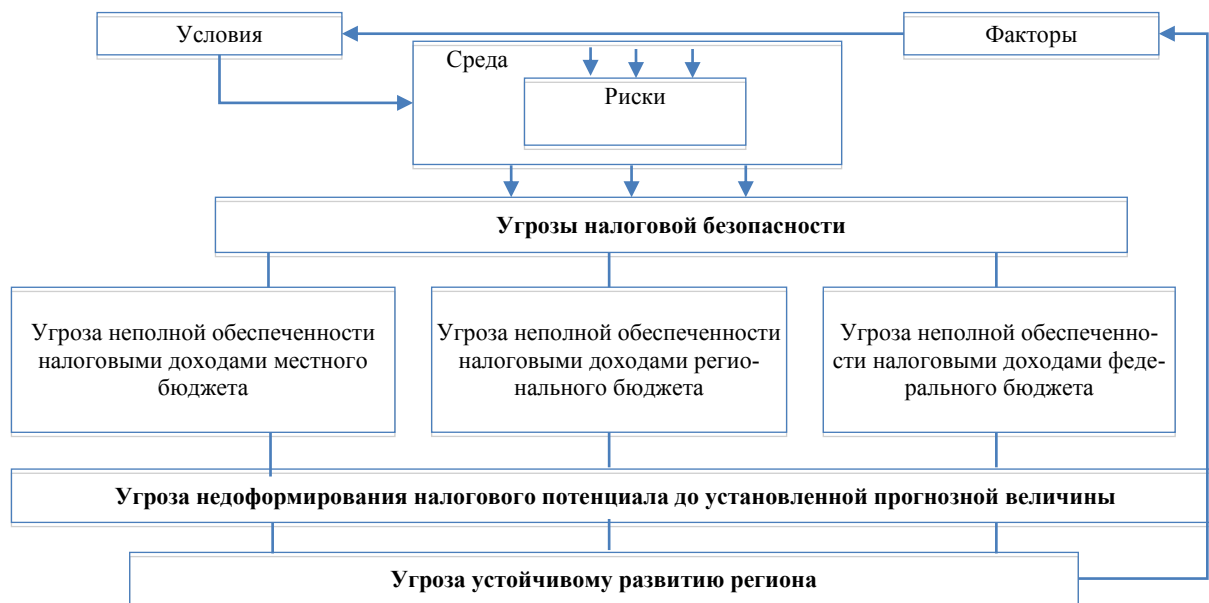 Условия
Факторы
Среда
Риски
Угрозы налоговой безопасности
Угроза неполной обеспеченности
налоговыми доходами местного
бюджета
Угроза неполной обеспеченности
налоговыми доходами регио-
нального бюджета
Угроза неполной обеспеченно-
сти налоговыми доходами феде-
рального бюджета
Угроза недоформирования налогового потенциала до установленной прогнозной величины
Угроза устойчивому развитию региона